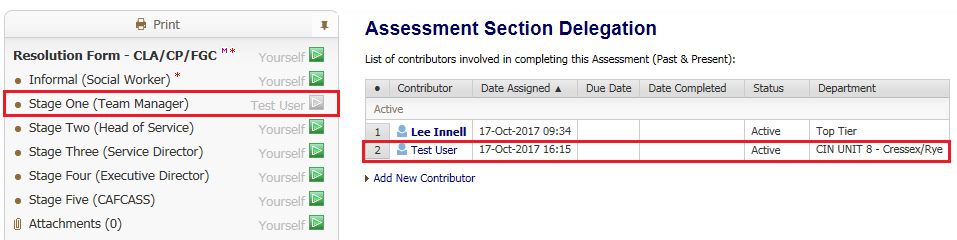 Print
Resolution Form - CLA/CP/FGC M * Yourself
Informal (Social Worker) * Yourself
Stage One (Team Manager) Test User
Stage Two (Head of Service) Yourself
Stage Three (Service Director) Yourself
Stage Four (Executive Director) Yourself
Stage Five (CAFCASS) Yourself
Attachments (0) Yourself
Assessment Section Delegation
List of contributors involved in completing this Assessment (Past & Present):
• Contributor Date Assigned ▲ Due Date Date Completed Status Department
Active
1 Lee Innell 17-Oct-2017 09:34 Active Top Tier
2 Test User 17-Oct-2017 16:15 Active CIN UNIT 8 - Cressex/Rye
Add New Contributor